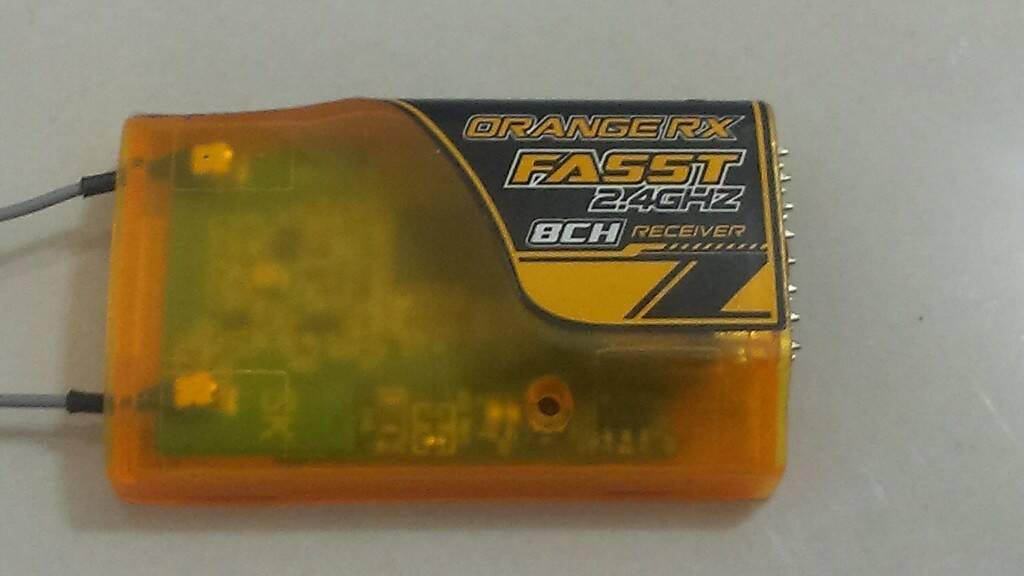 ORANGE RX
FASST
2.4GHZ
8CH RECEIVER